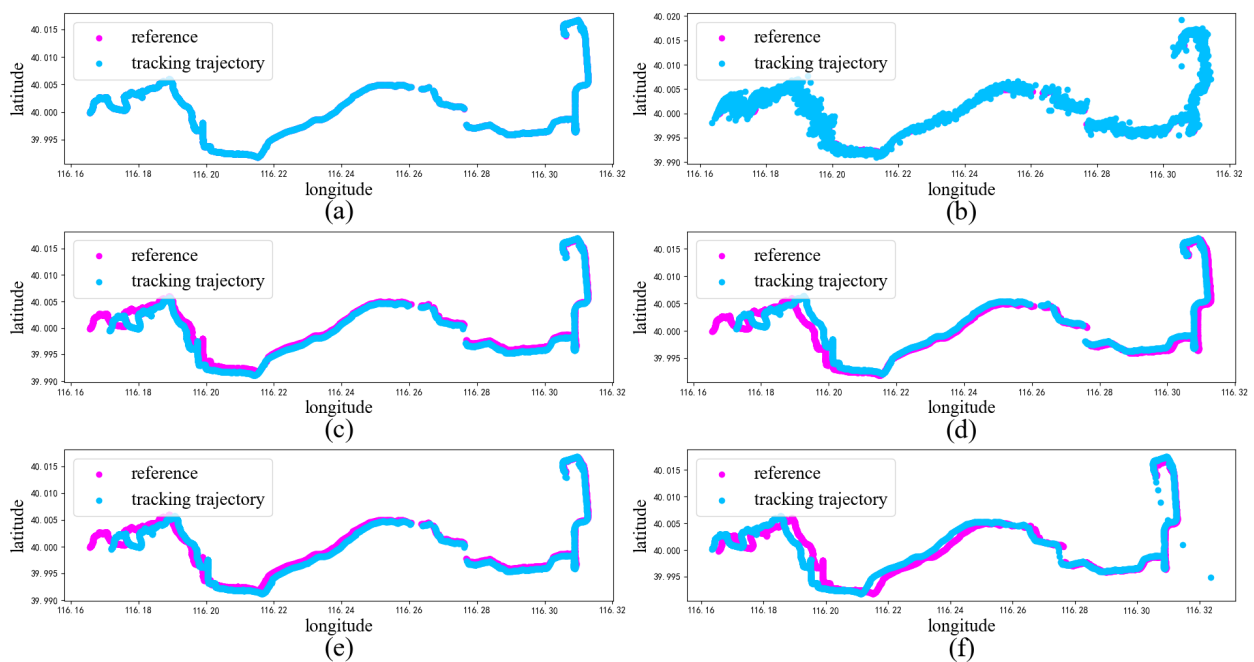 40.015
40.010
40.005
40.000
39.995
latitude
reference
tracking trajectory
116.16 116.18 116.20 116.22 116.24 116.26 116.28 116.30 116.32
longitude
(a)
40.020
40.015
40.010
40.005
40.000
39.995
39.990
latitude
reference
tracking trajectory
116.16 116.18 116.20 116.22 116.24 116.26 116.28 116.30 116.32
longitude
(b)
40.015
40.010
40.005
40.000
39.995
39.990
latitude
reference
tracking trajectory
116.16 116.18 116.20 116.22 116.24 116.26 116.28 116.30 116.32
longitude
(c)
40.015
40.010
40.005
40.000
39.995
latitude
reference
tracking trajectory
116.16 116.18 116.20 116.22 116.24 116.26 116.28 116.30 116.32
longitude
(d)
40.015
40.010
40.005
40.000
39.995
39.990
latitude
reference
tracking trajectory
116.16 116.18 116.20 116.22 116.24 116.26 116.28 116.30 116.32
longitude
(e)
40.015
40.010
40.005
40.000
39.995
latitude
reference
tracking trajectory
116.16 116.18 116.20 116.22 116.24 116.26 116.28 116.30 116.32
longitude
(f)